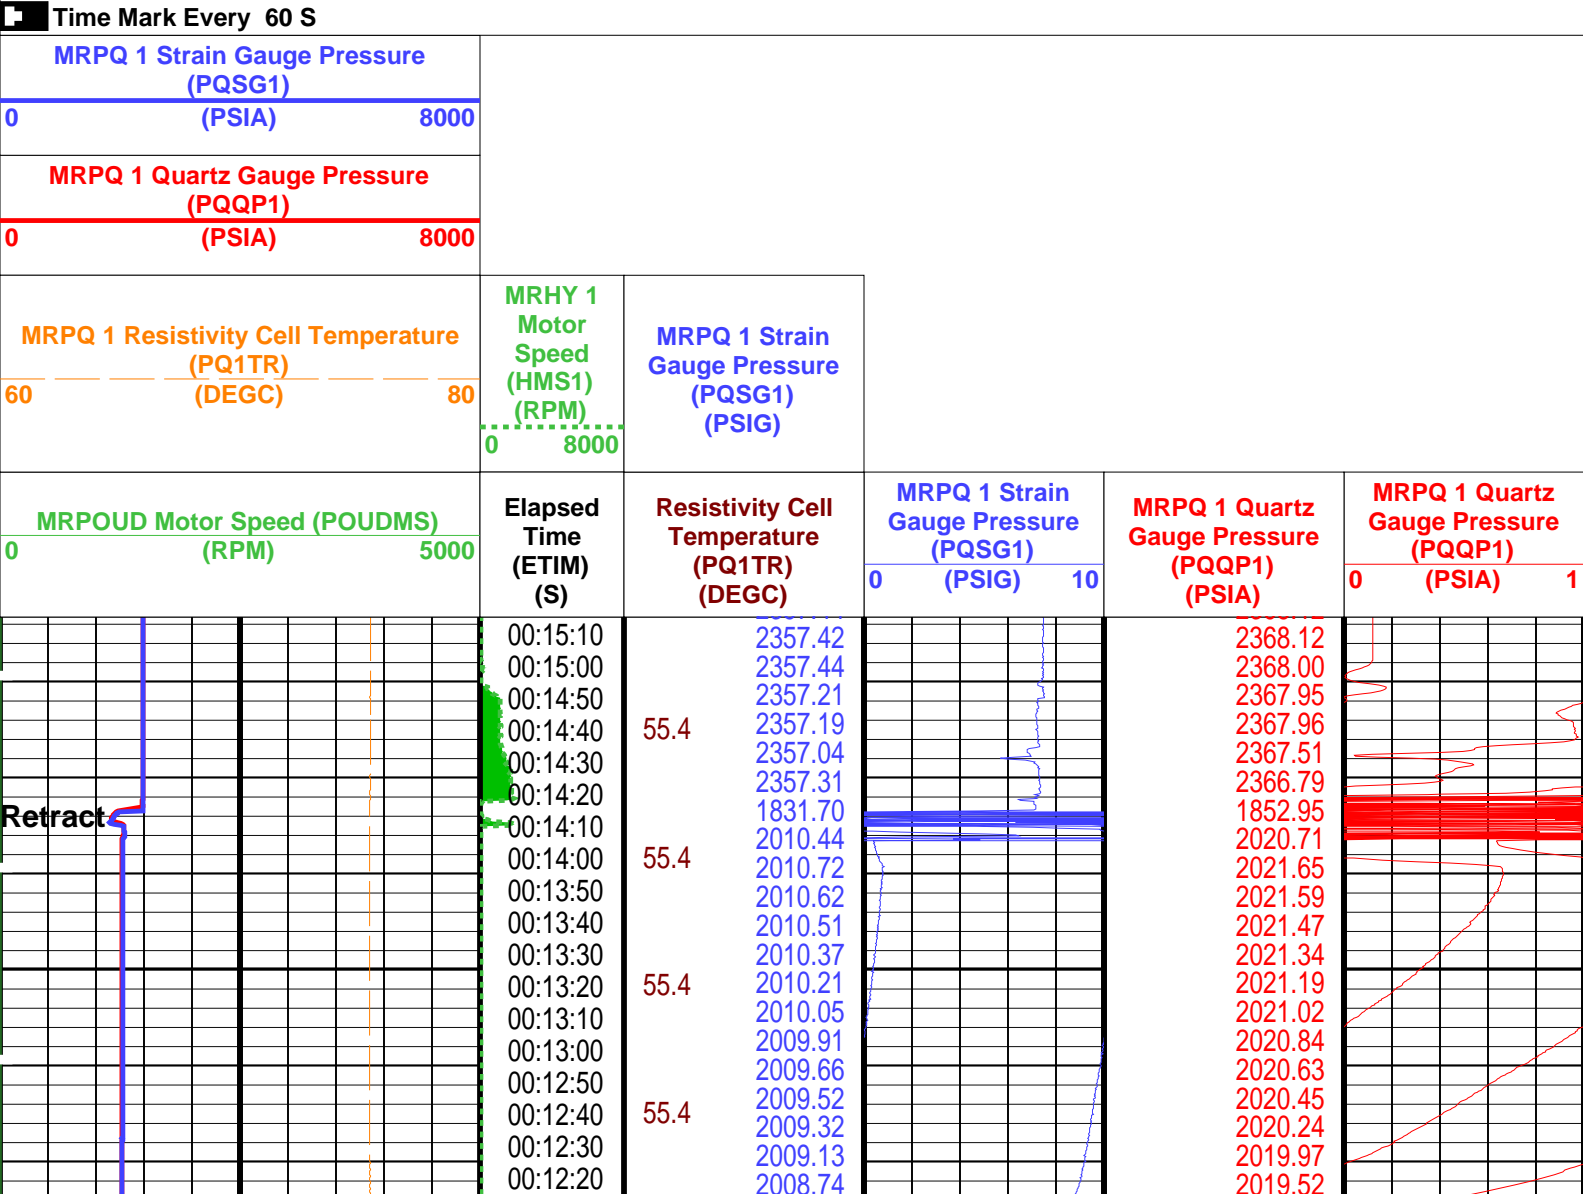 Time Mark Every 60 S
MRPQ 1 Strain Gauge Pressure
(PQSG1)
0 (PSIA) 8000
MRPQ 1 Quartz Gauge Pressure
(PQQP1)
0 (PSIA) 8000
MRPQ 1 Resistivity Cell Temperature
(PQ1TR)
60 (DEGC) 80
MRHY 1
Motor
Speed
(HMS1)
(RPM)
0 8000
MRPQ 1 Strain
Gauge Pressure
(PQSG1)
(PSIG)
MRPOUD Motor Speed (POUDMS)
0 (RPM) 5000
Elapsed
Time
(ETIM)
(S)
Resistivity Cell
Temperature
(PQ1TR)
(DEGC)
MRPQ 1 Strain
Gauge Pressure
(PQSG1)
0 (PSIG) 10
MRPQ 1 Quartz
Gauge Pressure
(PQQP1)
(PSIA)
MRPQ 1 Quartz
Gauge Pressure
(PQQP1)
0 (PSIA) 1
Retract
00:15:10
00:15:00
00:14:50
00:14:40
00:14:30
00:14:20
00:14:10
00:14:00
00:13:50
00:13:40
00:13:30
00:13:20
00:13:10
00:13:00
00:12:50
00:12:40
00:12:30
00:12:20
55.4
55.4
55.4
55.4
2357.42
2357.44
2357.21
2357.19
2357.04
2357.31
1831.70
2010.44
2010.72
2010.62
2010.51
2010.37
2010.21
2010.05
2009.91
2009.66
2009.52
2009.32
2009.13
2008.74
2368.12
2368.00
2367.95
2367.96
2367.51
2366.79
1852.95
2020.71
2021.65
2021.59
2021.47
2021.34
2021.19
2021.02
2020.84
2020.63
2020.45
2020.24
2019.97
2019.52